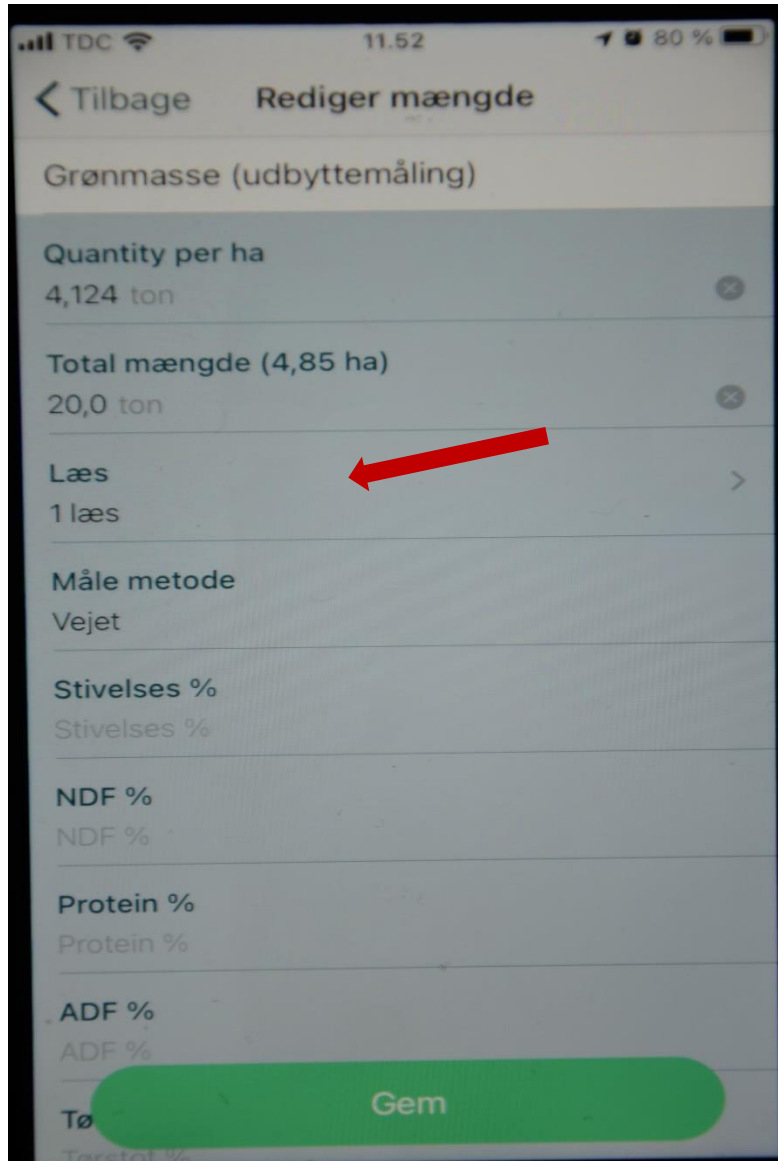 TDC 11.52 80 %
Tilbage Rediger mængde
Grønmasse (udbyttemåling)
Quantity per ha
4,124 ton
Total mængde (4,85 ha)
20,0 ton
Læs
1 læs
Måle metode
Vejet
Stivelses %
Stivelses %
NDF %
NDF %
Protein %
Protein %
ADF %
ADF %
Gem
Tø
Tørstof %